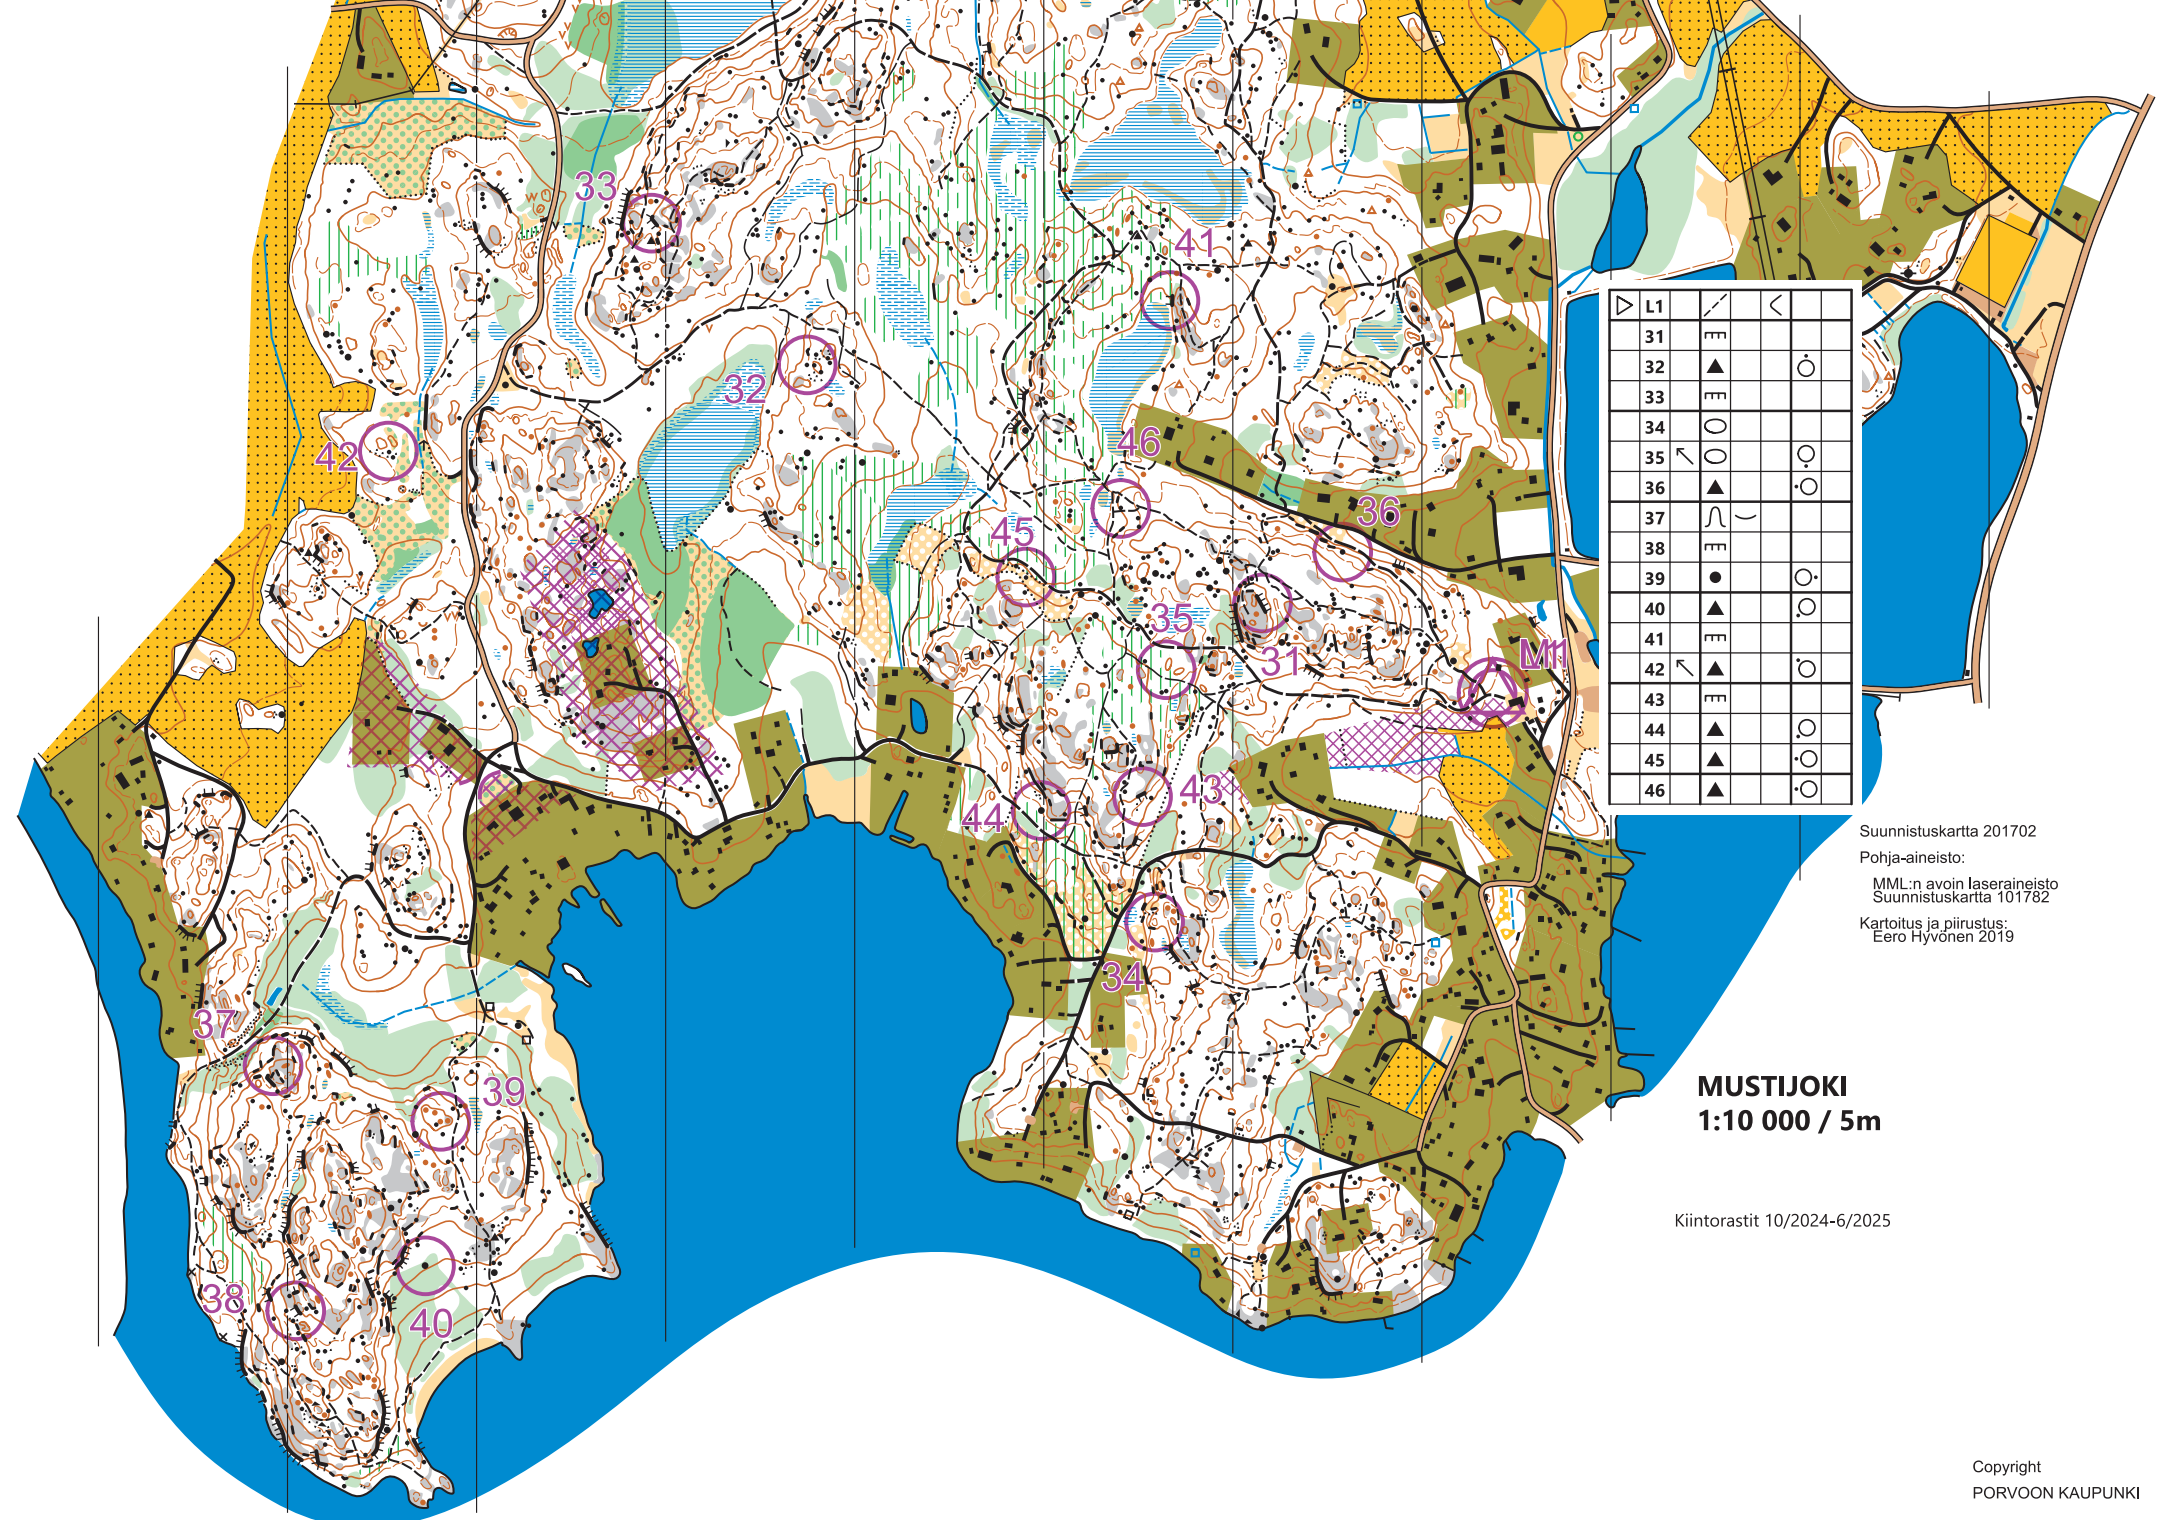 33
41
32
42
46
36
45
35
31
M1
43
44
34
37
39
38
40
L1
31
32
33
34
35
36
37
38
39
40
41
42
43
44
45
46
Suunnistuskartta 201702
Pohja-aineisto:
MML:n avoin laseraineisto
Suunnistuskartta 101782
Kartoitus ja piirustus:
Eero Hyvönen 2019
MUSTIJOKI
1:10 000 / 5m
Kiintorastit 10/2024-6/2025
Copyright
PORVOON KAUPUNKI